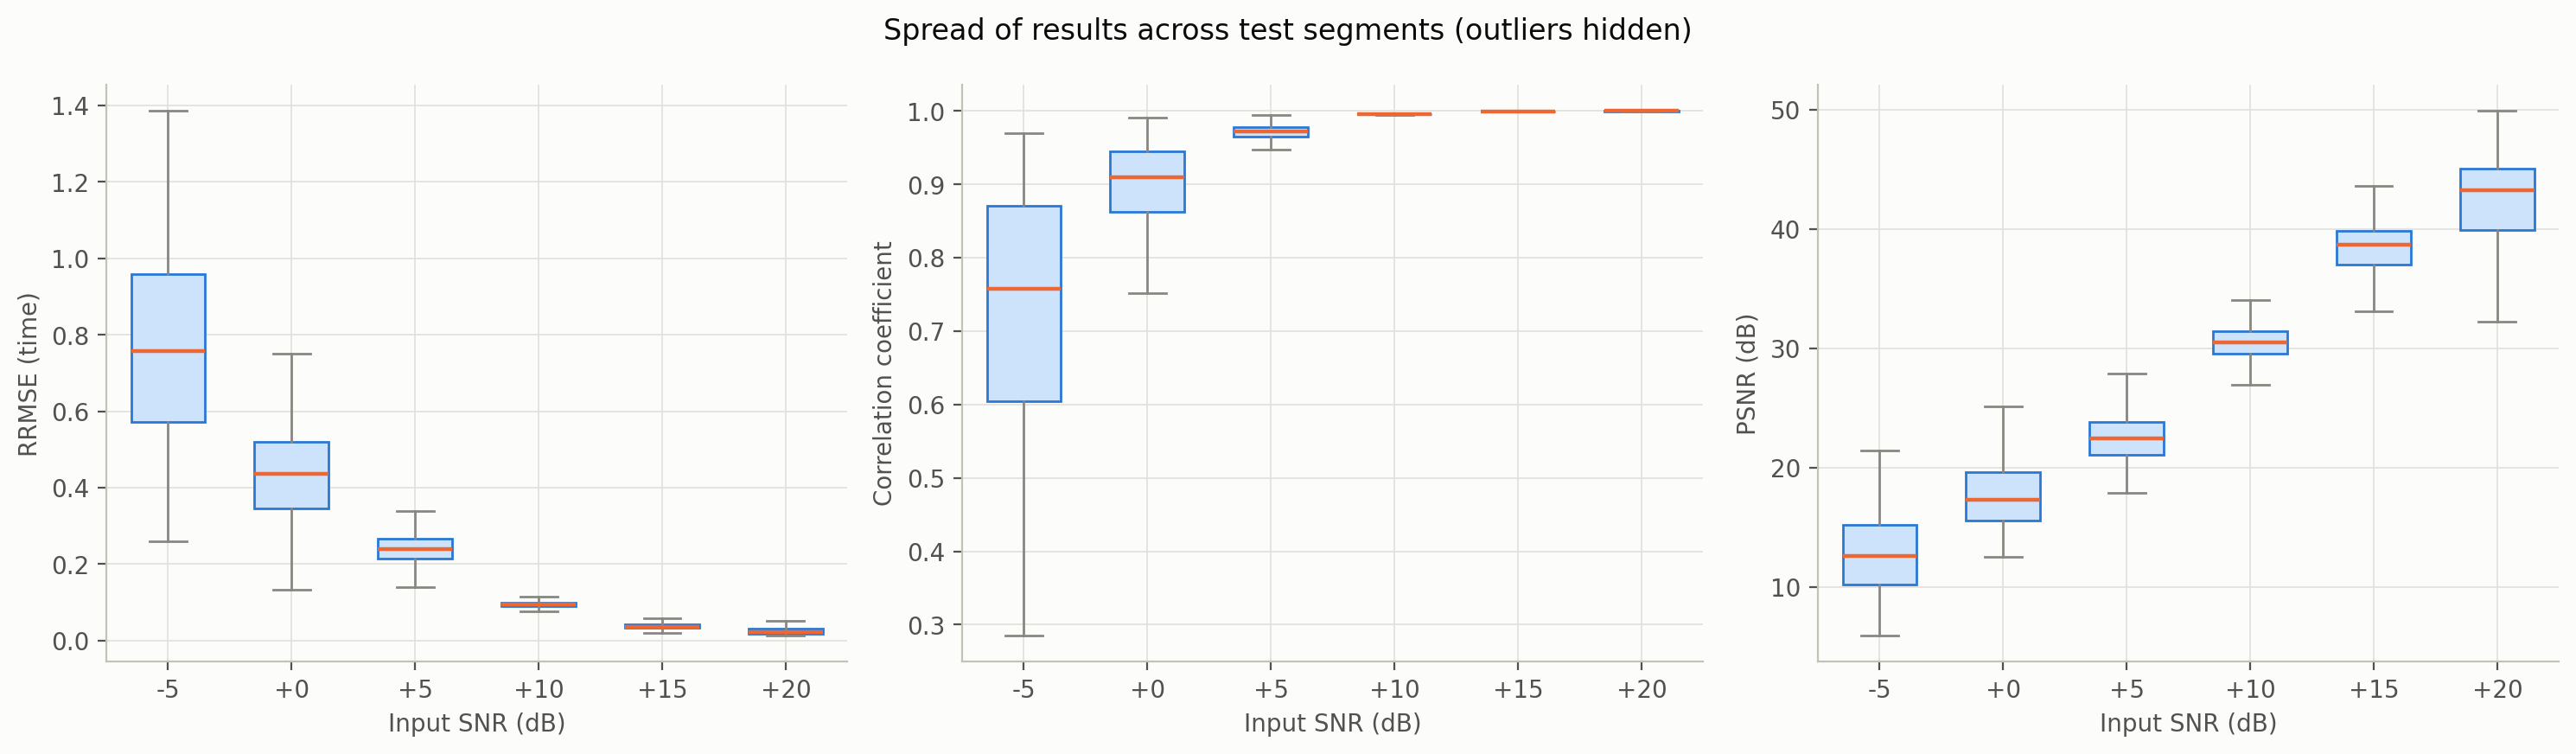 Spread of results across test segments (outliers hidden)
RRMSE (time)
1.4
1.2
1.0
0.8
0.6
0.4
0.2
0.0
-5 +0 +5 +10 +15 +20
Input SNR (dB)
Correlation coefficient
1.0
0.9
0.8
0.7
0.6
0.5
0.4
0.3
-5 +0 +5 +10 +15 +20
Input SNR (dB)
PSNR (dB)
50
40
30
20
10
-5 +0 +5 +10 +15 +20
Input SNR (dB)